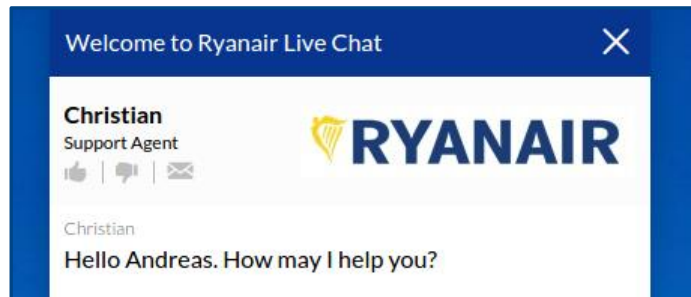 Welcome to Ryanair Live Chat
Christian
Support Agent
RYANAIR
Christian
Hello Andreas. How may I help you?